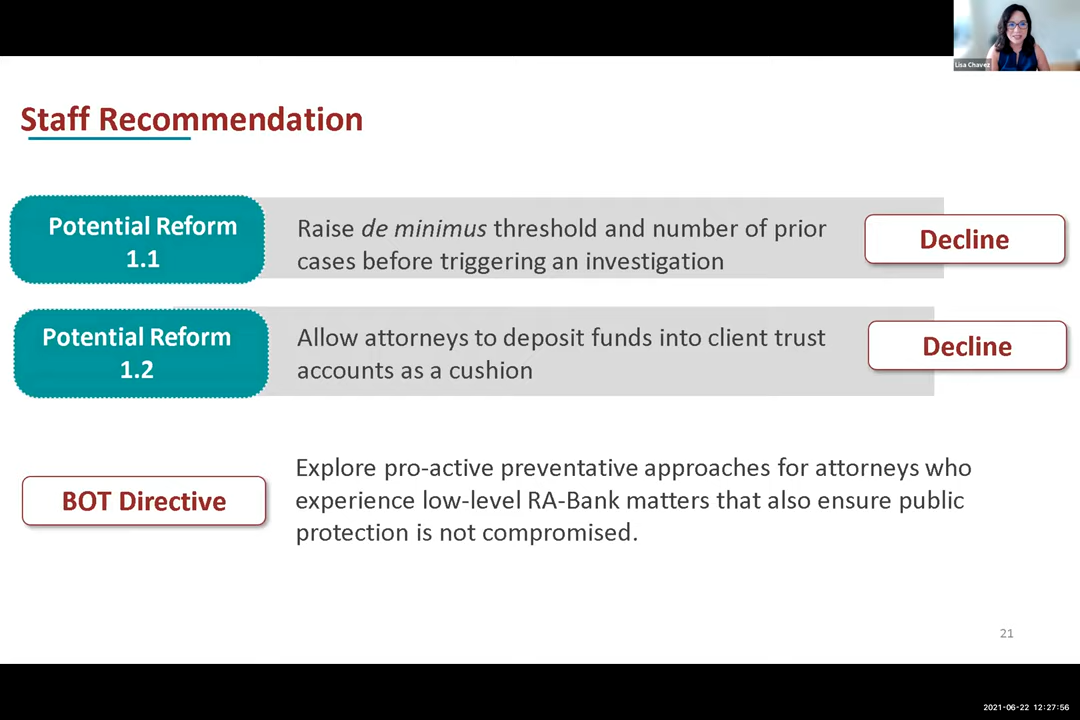 Lisa Chavez
Staff Recommendation
Potential Reform
1.1
Raise de minimus threshold and number of prior
cases before triggering an investigation
Decline
Potential Reform
1.2
Allow attorneys to deposit funds into client trust
accounts as a cushion
Decline
BOT Directive
Explore pro-active preventative approaches for attorneys who
experience low-level RA-Bank matters that also ensure public
protection is not compromised.
21
2021-06-22 12:27:56